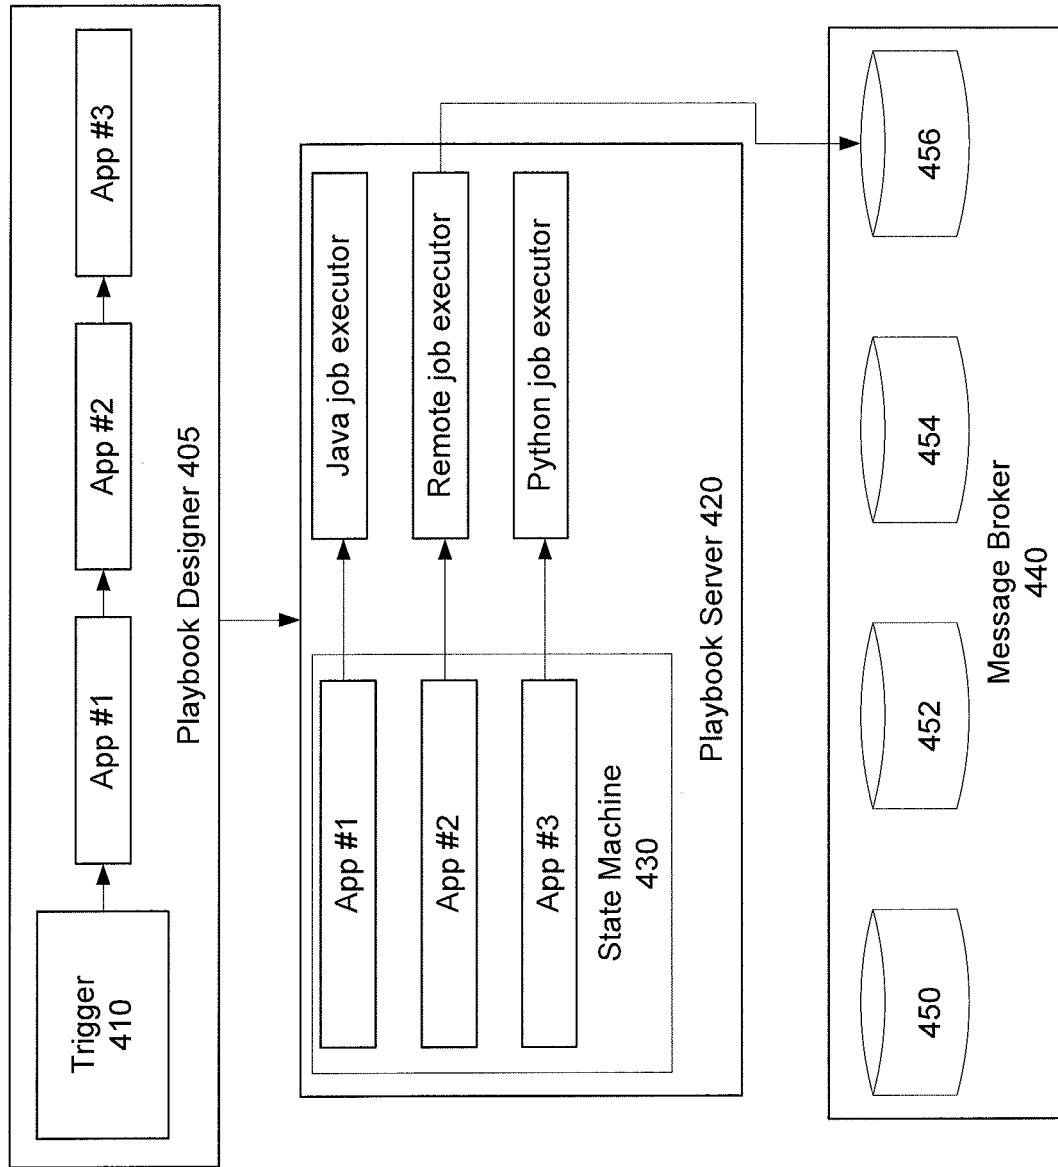 Trigger
410
App #1
App #2
App #3
Playbook Designer 405
App #1
Java job executor
App #2
Remote job executor
App #3
Python job executor
State Machine
430
Playbook Server 420
450
452
454
456
Message Broker
440